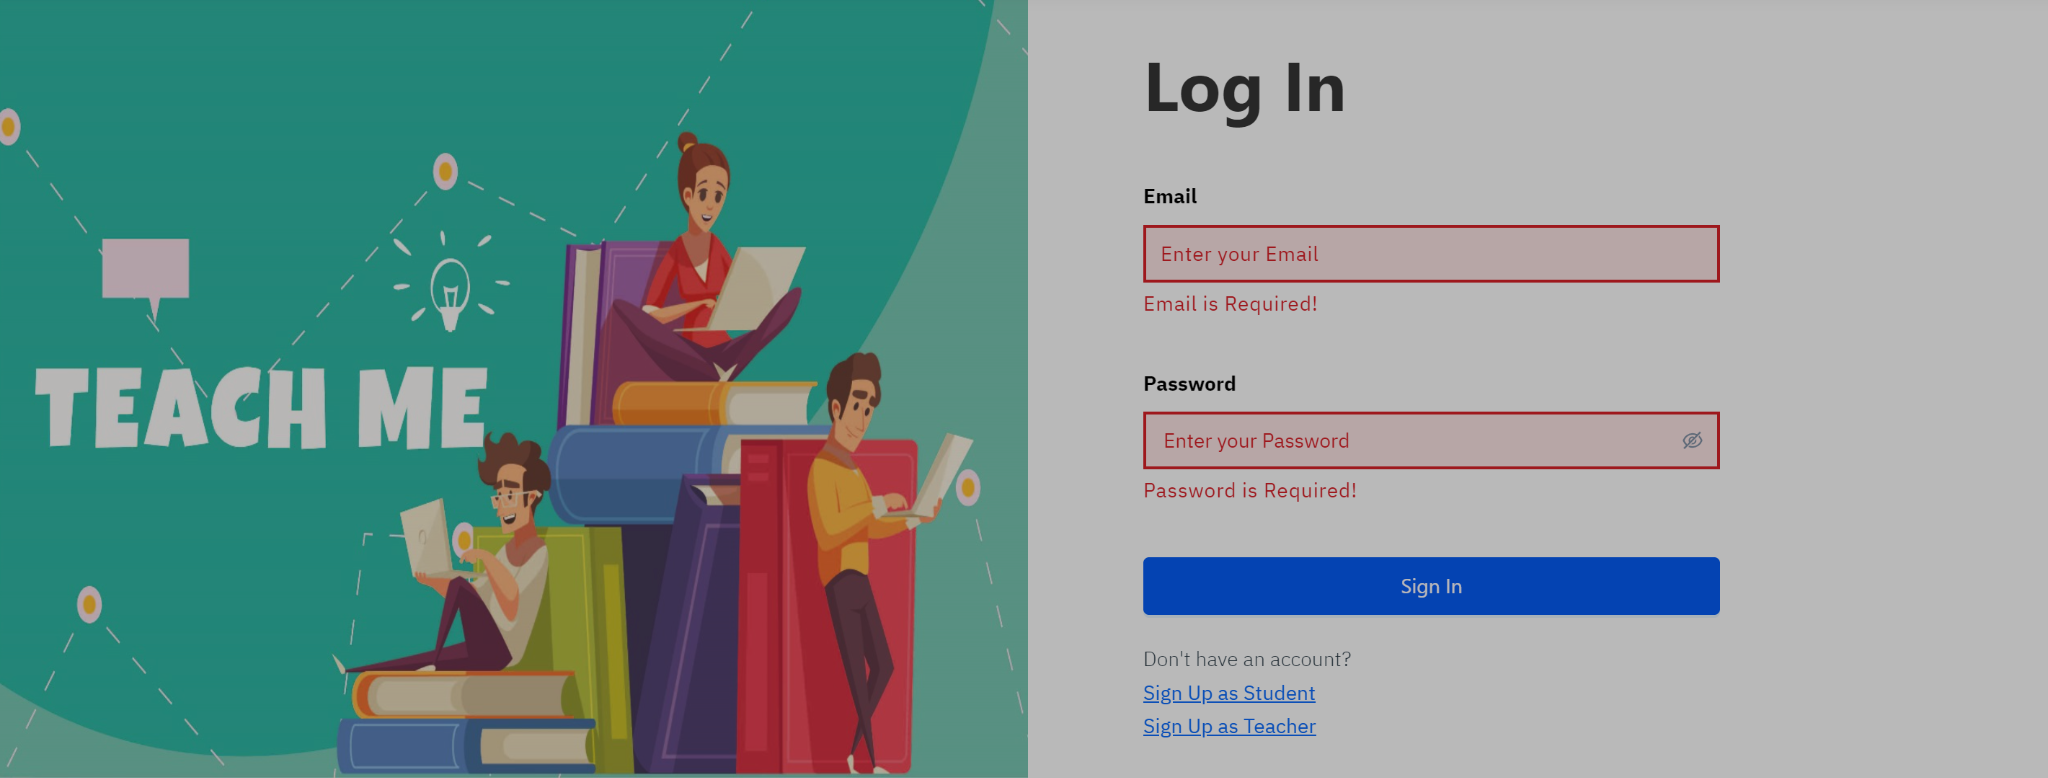 TEACH ME
Log In
Email
Enter your Email
Email is Required!
Password
Enter your Password
Password is Required!
Sign In
Don't have an account?
Sign Up as Student
Sign Up as Teacher